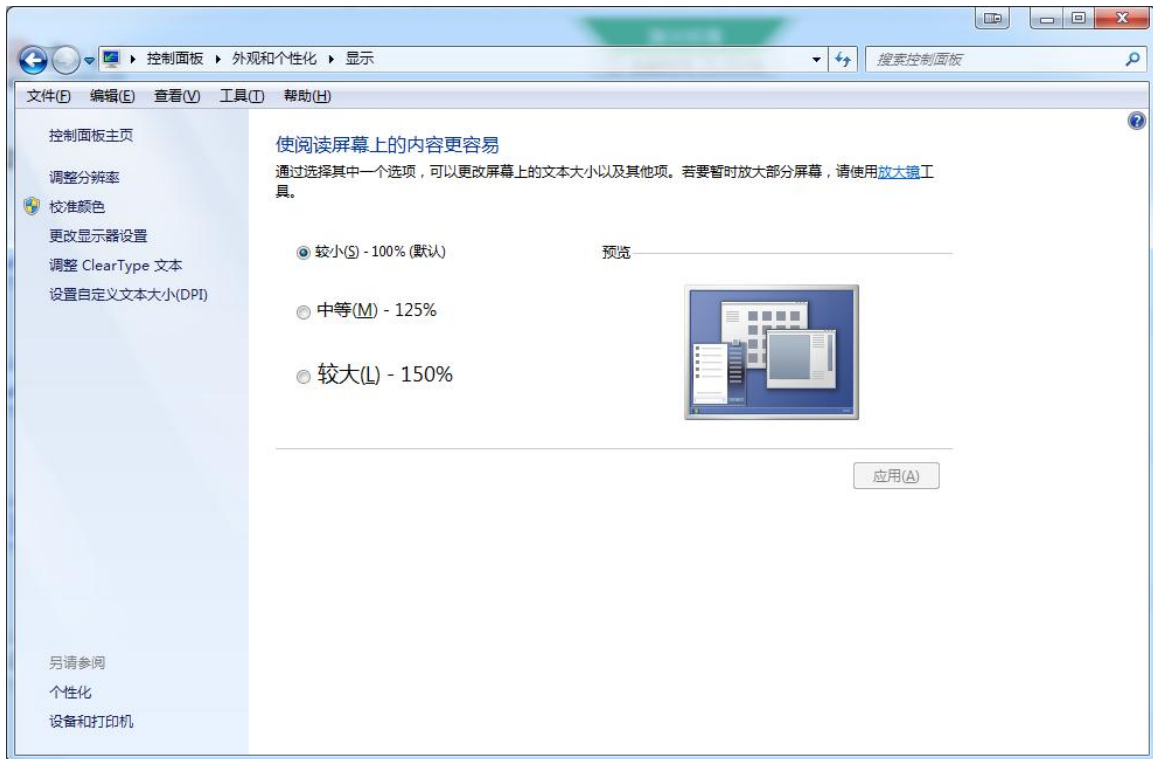 控制面板 外观和个性化 显示
搜索控制面板
文件(F) 编辑(E) 查看(V) 工具(T) 帮助(H)
控制面板主页
调整分辨率
校准颜色
更改显示器设置
调整 ClearType 文本
设置自定义文本大小(DPI)
另请参阅
个性化
设备和打印机
使阅读屏幕上的内容更容易
通过选择其中一个选项，可以更改屏幕上的文本大小以及其他项。若要暂时放大部分屏幕，请使用放大镜工
具。
较小(S) - 100% (默认)
中等(M) - 125%
较大(L) - 150%
预览
应用(A)